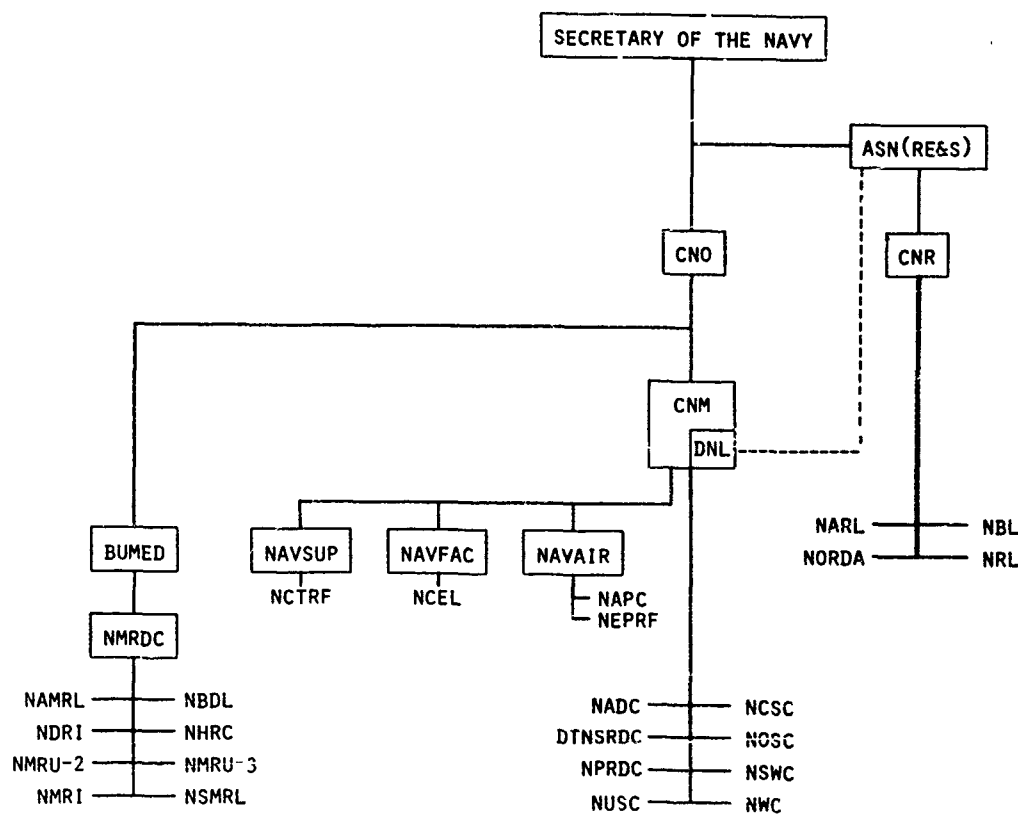 SECRETARY OF THE NAVY
ASN(RE&S)
CNO
CNR
CNM
DNL
BUMED
NAVSUP
NAVFAC
NAVAIR
NARL
NBL
NORDA
NRL
NCTRF
NCEL
NAPC
NEPRF
NMRDC
NAMRL
NBDL
NDRI
NHRC
NMRU-2
NMRU-3
NMRI
NSMRL
NADC
NCSC
DTNSRDC
NOSC
NPRDC
NSWC
NUSC
NWC